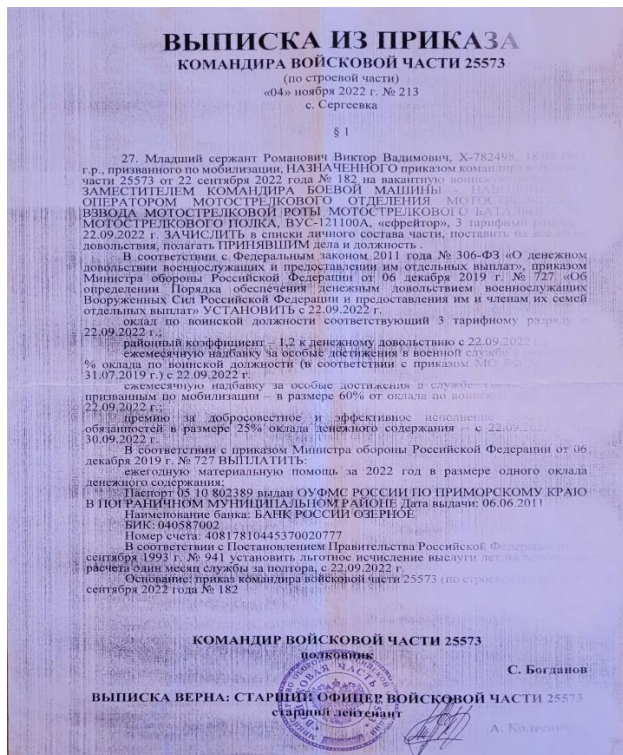 ВЫПИСКА ИЗ ПРИКАЗА
КОМАНДИРА ВОЙСКОВОЙ ЧАСТИ 25573
(по строевой части)
«04» ноября 2022 г. № 213
с. Сергеевка
§ 1
27. Младший сержант Романович Виктор Вадимович, Х-782498,
г.р., призванного по мобилизации, НАЗНАЧЕННОГО приказом командира
части 25573 от 22 сентября 2022 года № 182 на вакантную воинскую
ЗАМЕСТИТЕЛЕМ КОМАНДИРА БОЕВОЙ МАШИНЫ -
ОПЕРАТОРОМ МОТОСТРЕЛКОВОГО ОТДЕЛЕНИЯ
ВЗВОДА МОТОСТРЕЛКОВОЙ РОТЫ МОТОСТРЕЛКОВОГО БАТАЛЬОНА
МОТОСТРЕЛКОВОГО ПОЛКА, ВУС-121100А, «ефрейтор», 3 тарифный
22.09.2022 г. ЗАЧИСЛИТЬ в списки личного состава части, поставить на все
довольствия, полагать ПРИНЯВШИМ дела и должность .
В соответствии с Федеральным законом 2011 года № 306-ФЗ «О денежном
довольствии военнослужащих и предоставлении им отдельных выплат», приказом
Министра обороны Российской Федерации от 06 декабря 2019 г. № 727 «Об
определении Порядка обеспечения денежным довольствием военнослужащих
Вооруженных Сил Российской Федерации и предоставления им и членам их семей
отдельных выплат» УСТАНОВИТЬ с 22.09.2022 г.
оклад по воинской должности соответствующий 3 тарифному разряду
22.09.2022 г.;
районный коэффициент – 1,2 к денежному довольствию с 22.09.2022
ежемесячную надбавку за особые достижения в военной службе
% оклада по воинской должности (в соответствии с приказом МО РФ
31.07.2019 г.) с 22.09.2022 г.
ежемесячную надбавку за особые достижения в службе,
призванным по мобилизации – в размере 60% от оклада по воинской
22.09.2022 г.;
премию за добросовестное и эффективное исполнение
обязанностей в размере 25% оклада денежного содержания – с 22.09.
30.09.2022 г.
В соответствии с приказом Министра обороны Российской Федерации от 06
декабря 2019 г. № 727 ВЫПЛАТИТЬ:
ежегодную материальную помощь за 2022 год в размере одного оклада
денежного содержания;
Паспорт 05 10 802389 выдан ОУФМС РОССИИ ПО ПРИМОРСКОМУ КРАЮ
В ПОГРАНИЧНОМ МУНИЦИПАЛЬНОМ РАЙОНЕ Дата выдачи: 06.06.2011
Наименование банка: БАНК РОССИИ ОЗЕРНОЕ
БИК: 040587002
Номер счета: 40817810445370020777
В соответствии с Постановлением Правительства Российской Федерации
сентября 1993 г. № 941 установить льготное исчисление выслуги лет на
расчета один месяц службы за полтора, с 22.09.2022 г.
Основание: приказ командира войсковой части 25573 (по строевой
сентября 2022 года № 182
КОМАНДИР ВОЙСКОВОЙ ЧАСТИ 25573
полковник
С. Богданов
ВЫПИСКА ВЕРНА: СТАРШИЙ ОФИЦЕР ВОЙСКОВОЙ ЧАСТИ 25573
старший лейтенант
А.